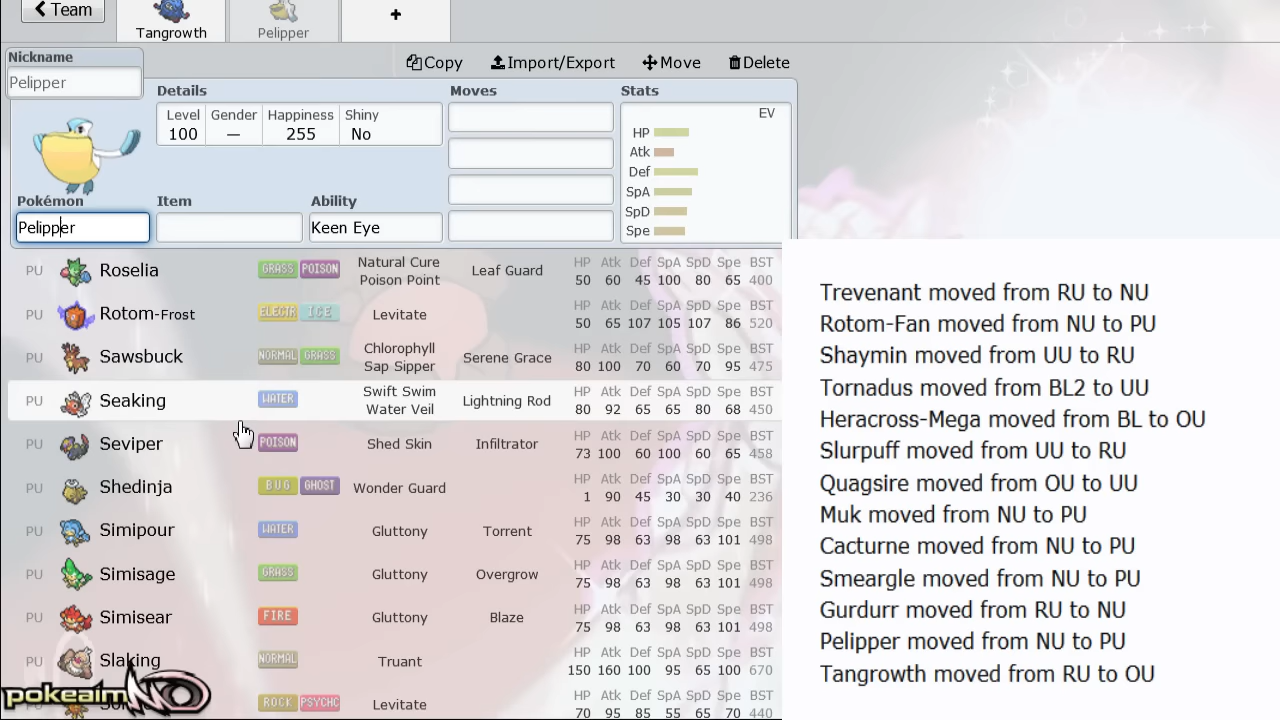 Team
Tangrowth
Pelipper
+
Nickname
Pelipper
Copy Import/Export Move Delete
Details
Level Gender Happiness Shiny
100 — 255 No
Moves
Stats
EV
HP
Atk
Def
SpA
SpD
Spe
Pokémon Item Ability
Pelipper Keen Eye
PU Roselia GRASS POISON Natural Cure Poison Point Leaf Guard HP 50 Atk 60 Def 45 SpA 100 SpD 80 Spe 65 BST 400
PU Rotom-Frost ELECTR ICE Levitate HP 50 Atk 65 Def 107 SpA 105 SpD 107 Spe 86 BST 520
PU Sawsbuck NORMAL GRASS Chlorophyll Sap Sipper Serene Grace HP 80 Atk 100 Def 70 SpA 60 SpD 70 Spe 95 BST 475
PU Seaking WATER Swift Swim Water Veil Lightning Rod HP 80 Atk 92 Def 65 SpA 65 SpD 80 Spe 68 BST 450
PU Seviper POISON Shed Skin Infiltrator HP 73 Atk 100 Def 60 SpA 100 SpD 60 Spe 65 BST 458
PU Shedinja BUG GHOST Wonder Guard HP 1 Atk 90 Def 45 SpA 30 SpD 30 Spe 40 BST 236
PU Simipour WATER Gluttony Torrent HP 75 Atk 98 Def 63 SpA 98 SpD 63 Spe 101 BST 498
PU Simisage GRASS Gluttony Overgrow HP 75 Atk 98 Def 63 SpA 98 SpD 63 Spe 101 BST 498
PU Simisear FIRE Gluttony Blaze HP 75 Atk 98 Def 63 SpA 98 SpD 63 Spe 101 BST 498
PU Slaking NORMAL Truant HP 150 Atk 160 Def 100 SpA 95 SpD 65 Spe 100 BST 670
ROCK PSYCHC Levitate HP 70 Atk 95 Def 85 SpA 55 SpD 65 Spe 70 BST 440
pokeaimMD
Trevenant moved from RU to NU
Rotom-Fan moved from NU to PU
Shaymin moved from UU to RU
Tornadus moved from BL2 to UU
Heracross-Mega moved from BL to OU
Slurpuff moved from UU to RU
Quagsire moved from OU to UU
Muk moved from NU to PU
Cacturne moved from NU to PU
Smeargle moved from NU to PU
Gurdurr moved from RU to NU
Pelipper moved from NU to PU
Tangrowth moved from RU to OU